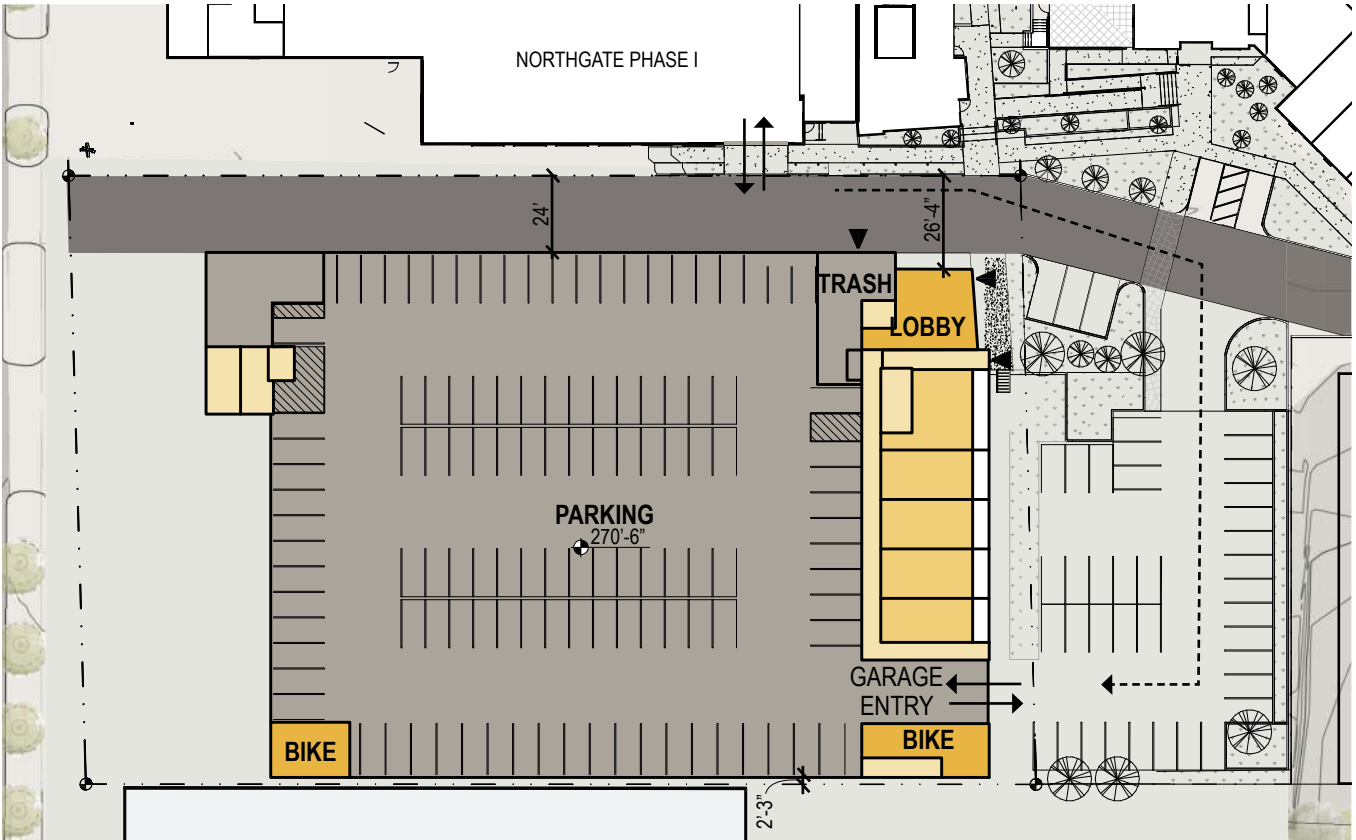 NORTHGATE PHASE I
24'
26'-4"
TRASH
LOBBY
PARKING
270'-6"
GARAGE
ENTRY
BIKE
BIKE
2'-3"